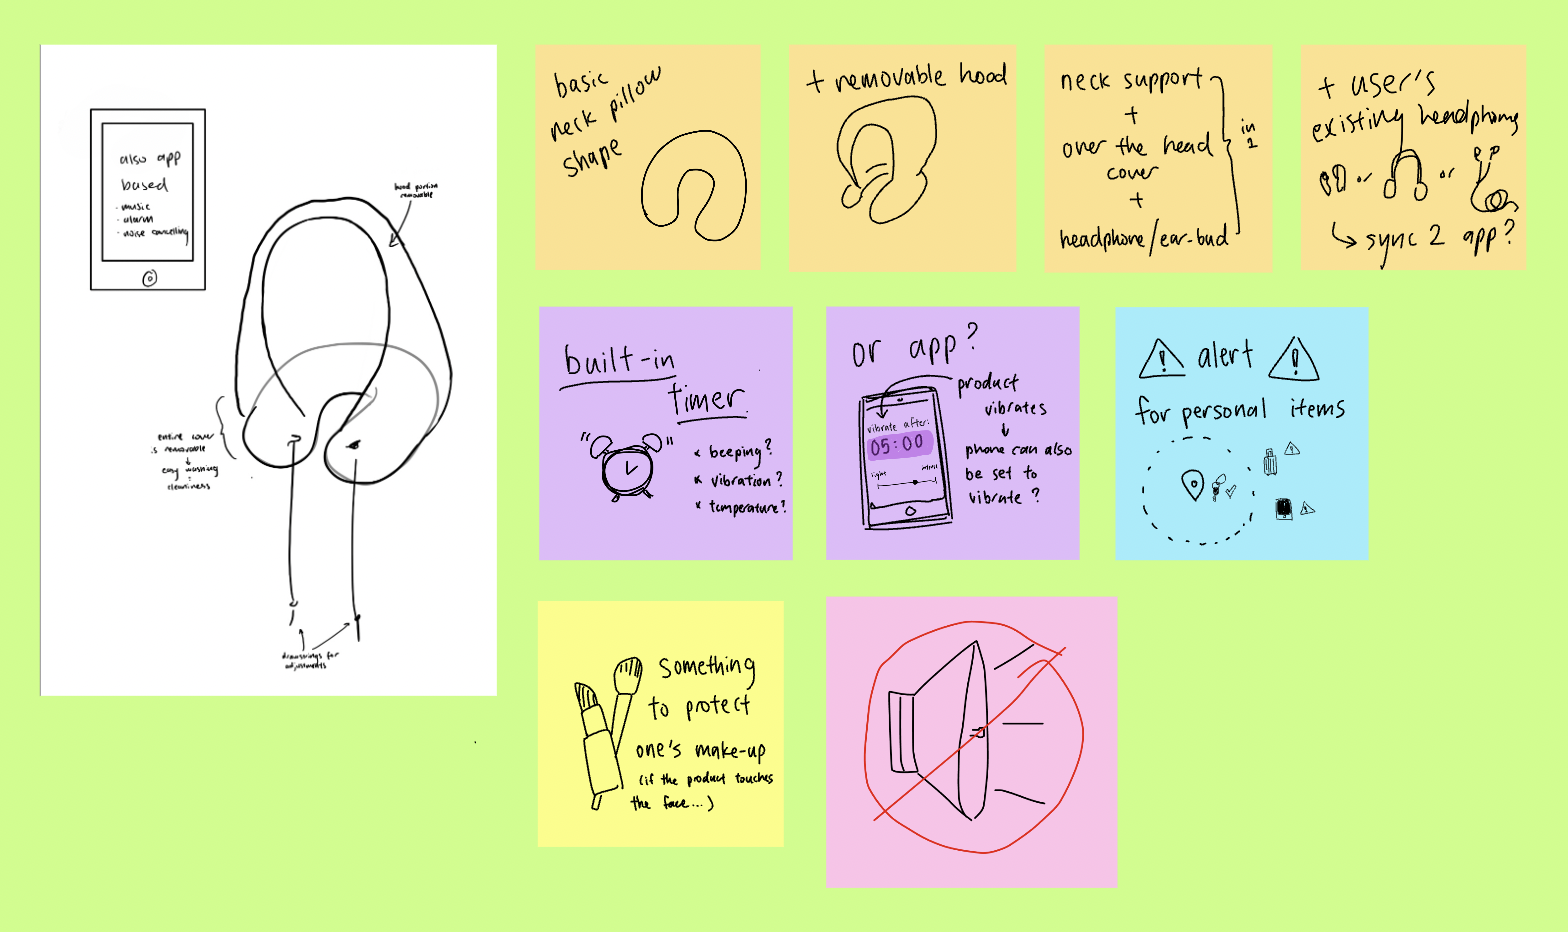 also app
based
· music
· alarm
· noise cancelling
hood portion
removable
entire cover
is removable
↓
easy washing
=
cleanliness
drawstrings for
adjustments
basic
neck pillow
shape
+ removable hood
neck support
+
over the head
cover
+
headphone/ear-bud
in
1
+ user's
existing headphones
or
or
↳ sync 2 app?
built-in
timer
× beeping?
× vibration?
× temperature?
or app?
product
vibrates
↓
phone can also
be set to
vibrate?
vibrate after:
05:00
light
intense
! alert !
for personal items
something
to protect
one's make-up
(if the product touches
the face...)